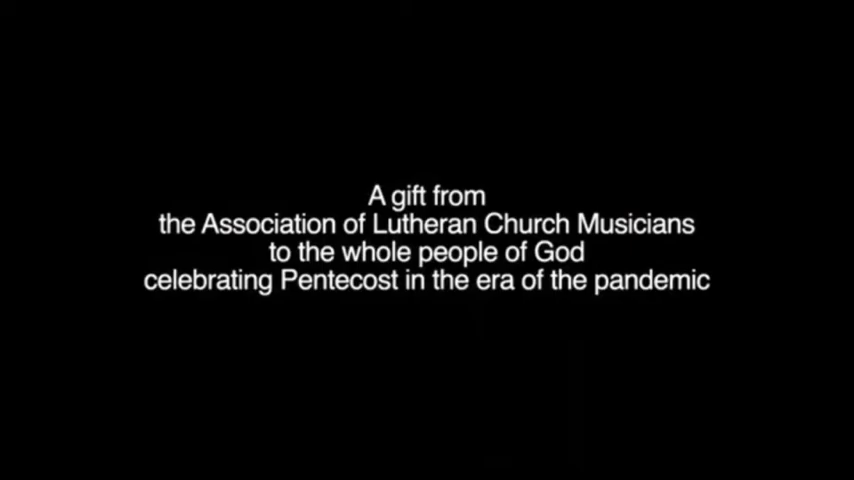 A gift from
the Association of Lutheran Church Musicians
to the whole people of God
celebrating Pentecost in the era of the pandemic